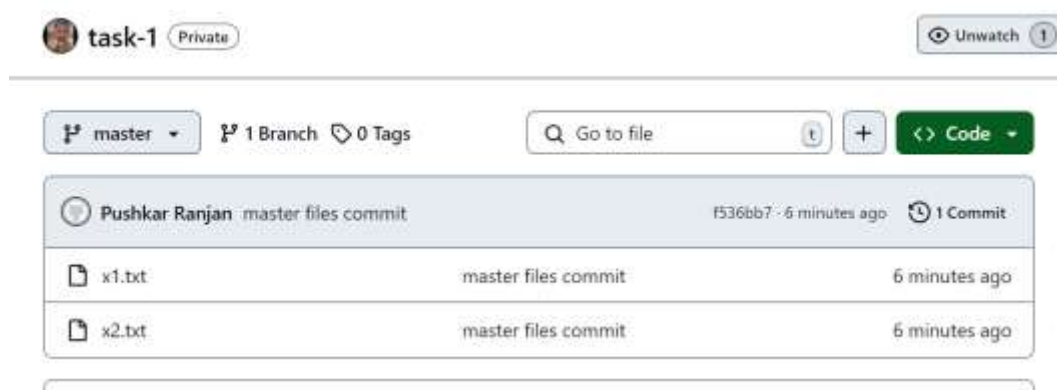 task-1 Private Unwatch 1
master 1 Branch 0 Tags Go to file t + <> Code
Pushkar Ranjan master files commit f536bb7 · 6 minutes ago 1 Commit
x1.txt master files commit 6 minutes ago
x2.txt master files commit 6 minutes ago